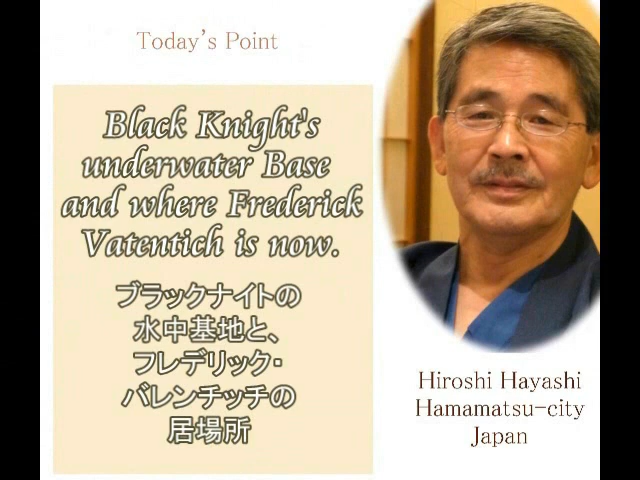 Today's Point
Black Knight's
underwater Base
and where Frederick
Vatentich is now.
ブラックナイトの
水中基地と、
フレデリック・
バレンチッチの
居場所
Hiroshi Hayashi
Hamamatsu-city
Japan